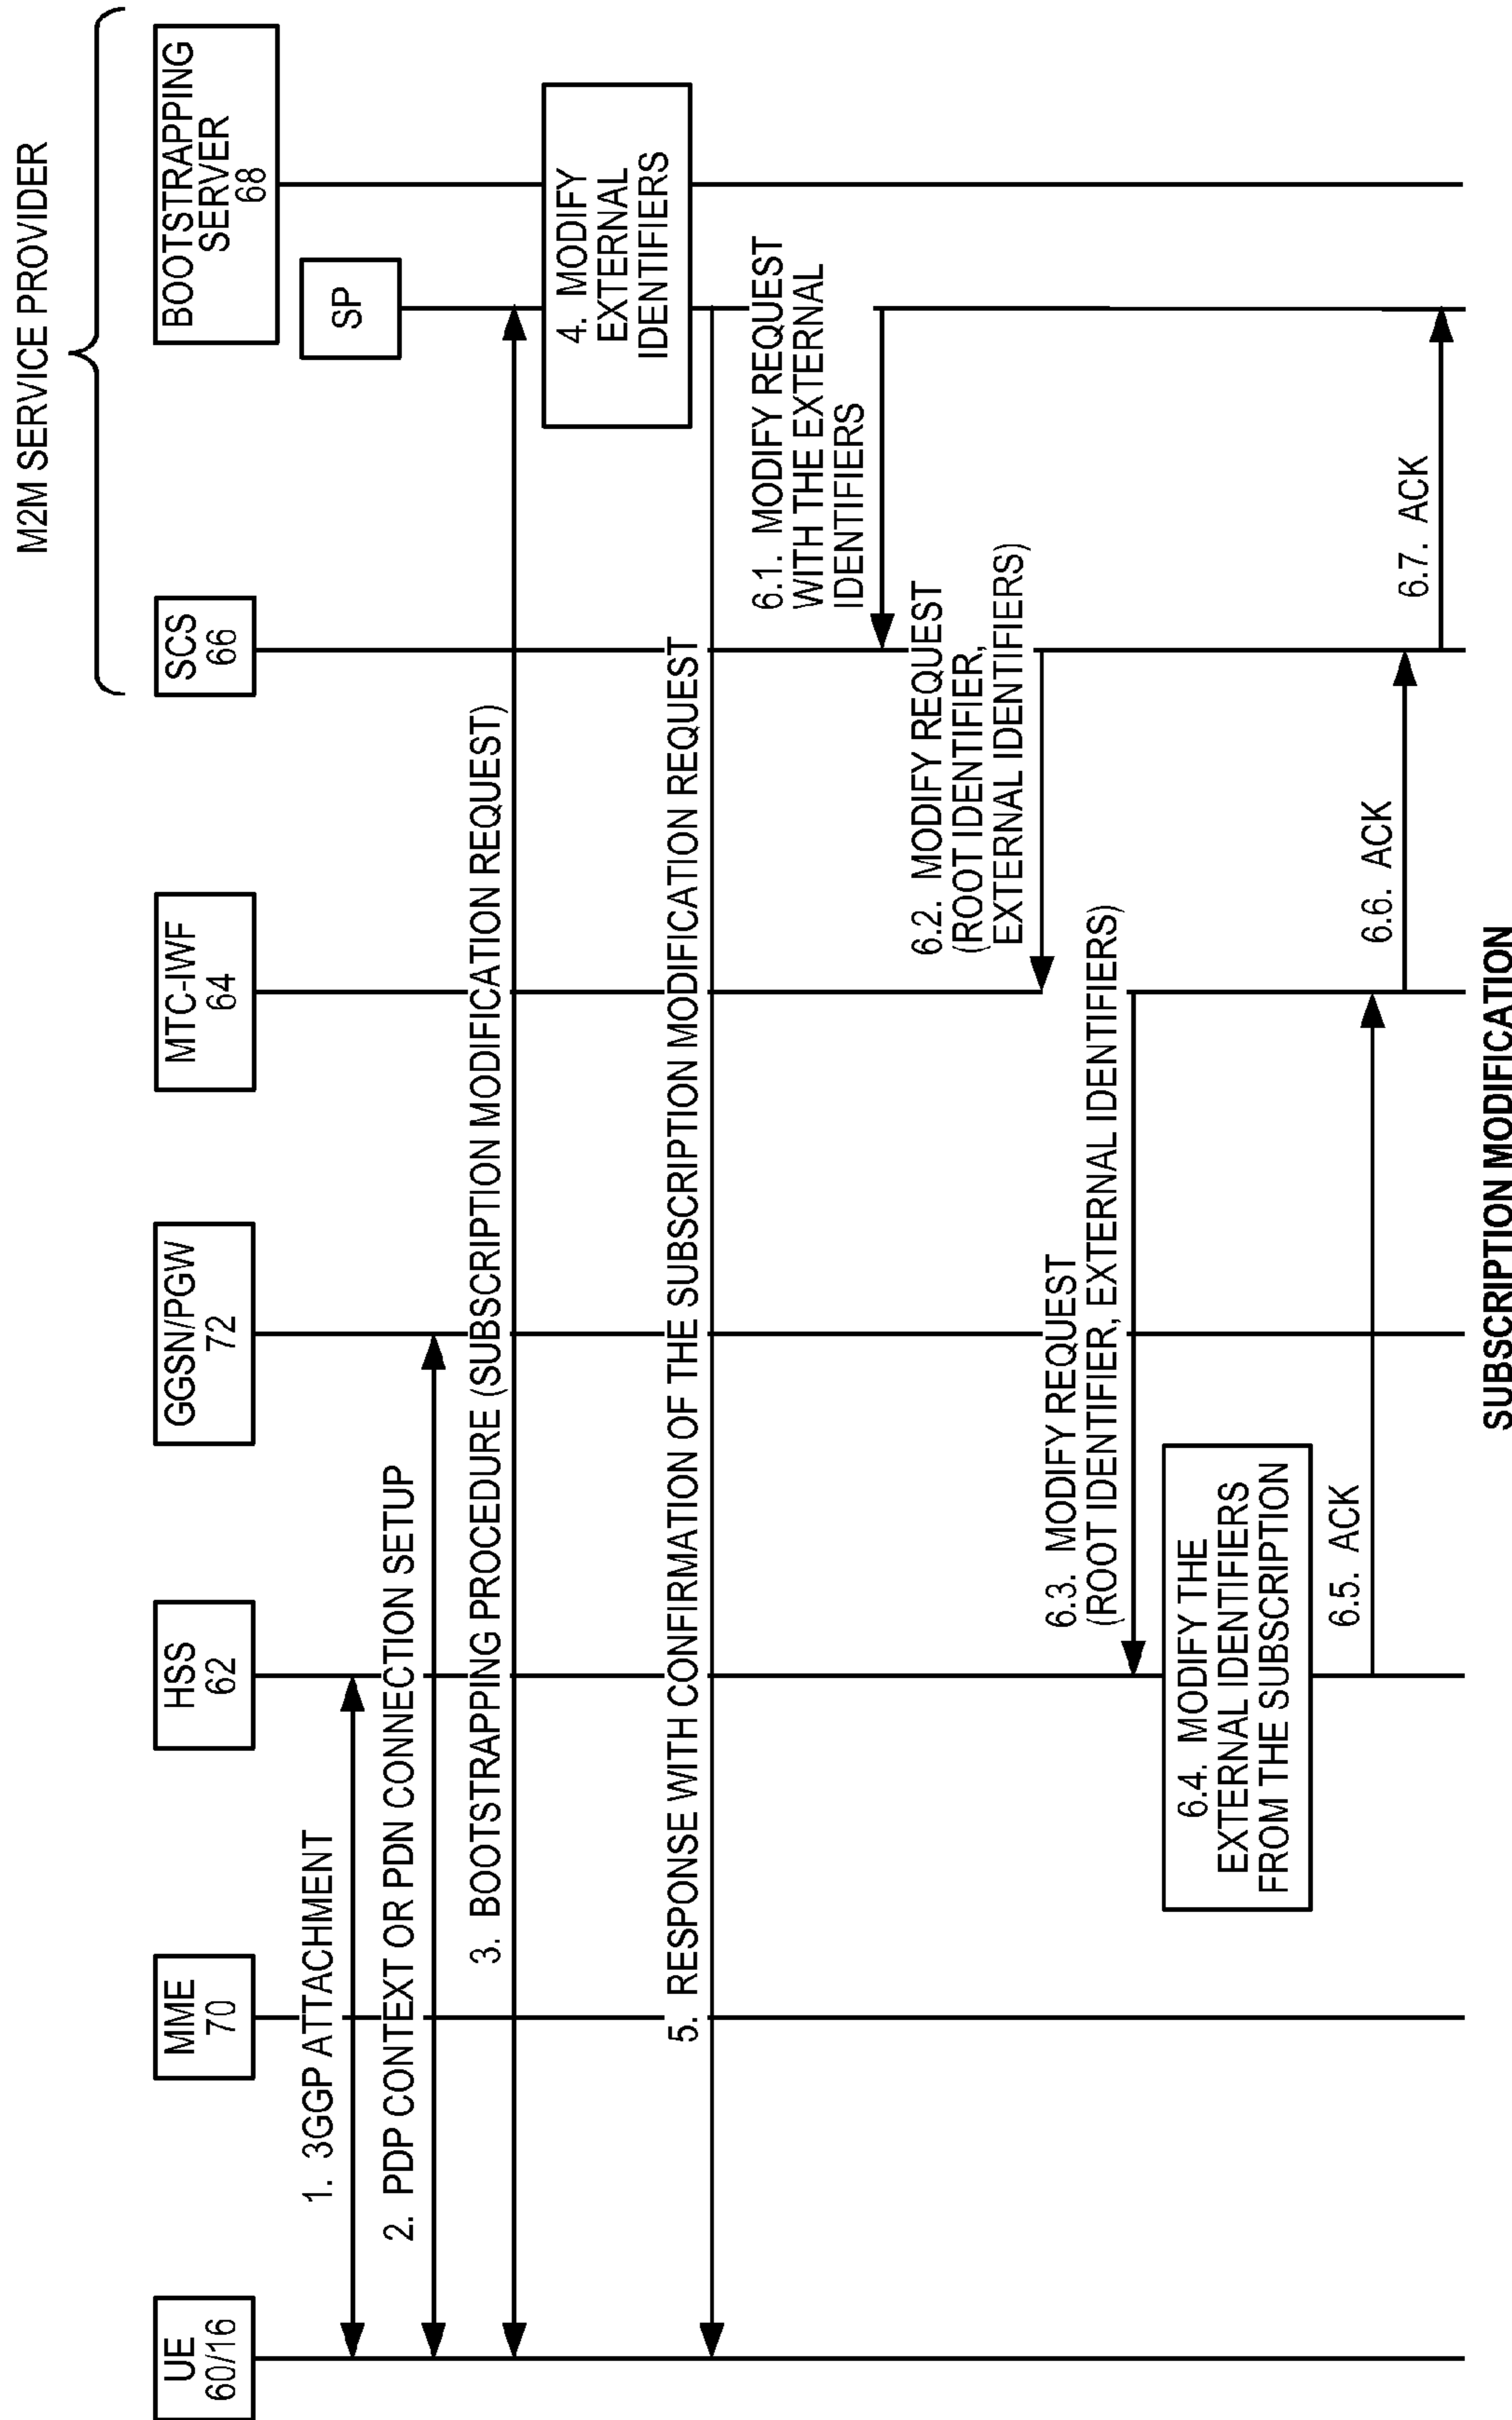 M2M SERVICE PROVIDER
UE
60/16
MME
70
HSS
62
GGSN/PGW
72
MTC-IWF
64
SCS
66
BOOTSTRAPPING
SERVER
68
SP
1. 3GGP ATTACHMENT
2. PDP CONTEXT OR PDN CONNECTION SETUP
3. BOOTSTRAPPING PROCEDURE (SUBSCRIPTION MODIFICATION REQUEST)
4. MODIFY
EXTERNAL
IDENTIFIERS
5. RESPONSE WITH CONFIRMATION OF THE SUBSCRIPTION MODIFICATION REQUEST
6.1. MODIFY REQUEST
WITH THE EXTERNAL
IDENTIFIERS
6.2. MODIFY REQUEST
(ROOT IDENTIFIER,
EXTERNAL IDENTIFIERS)
6.3. MODIFY REQUEST
(ROOT IDENTIFIER, EXTERNAL IDENTIFIERS)
6.4. MODIFY THE
EXTERNAL IDENTIFIERS
FROM THE SUBSCRIPTION
6.5. ACK
6.6. ACK
6.7. ACK
SUBSCRIPTION MODIFICATION